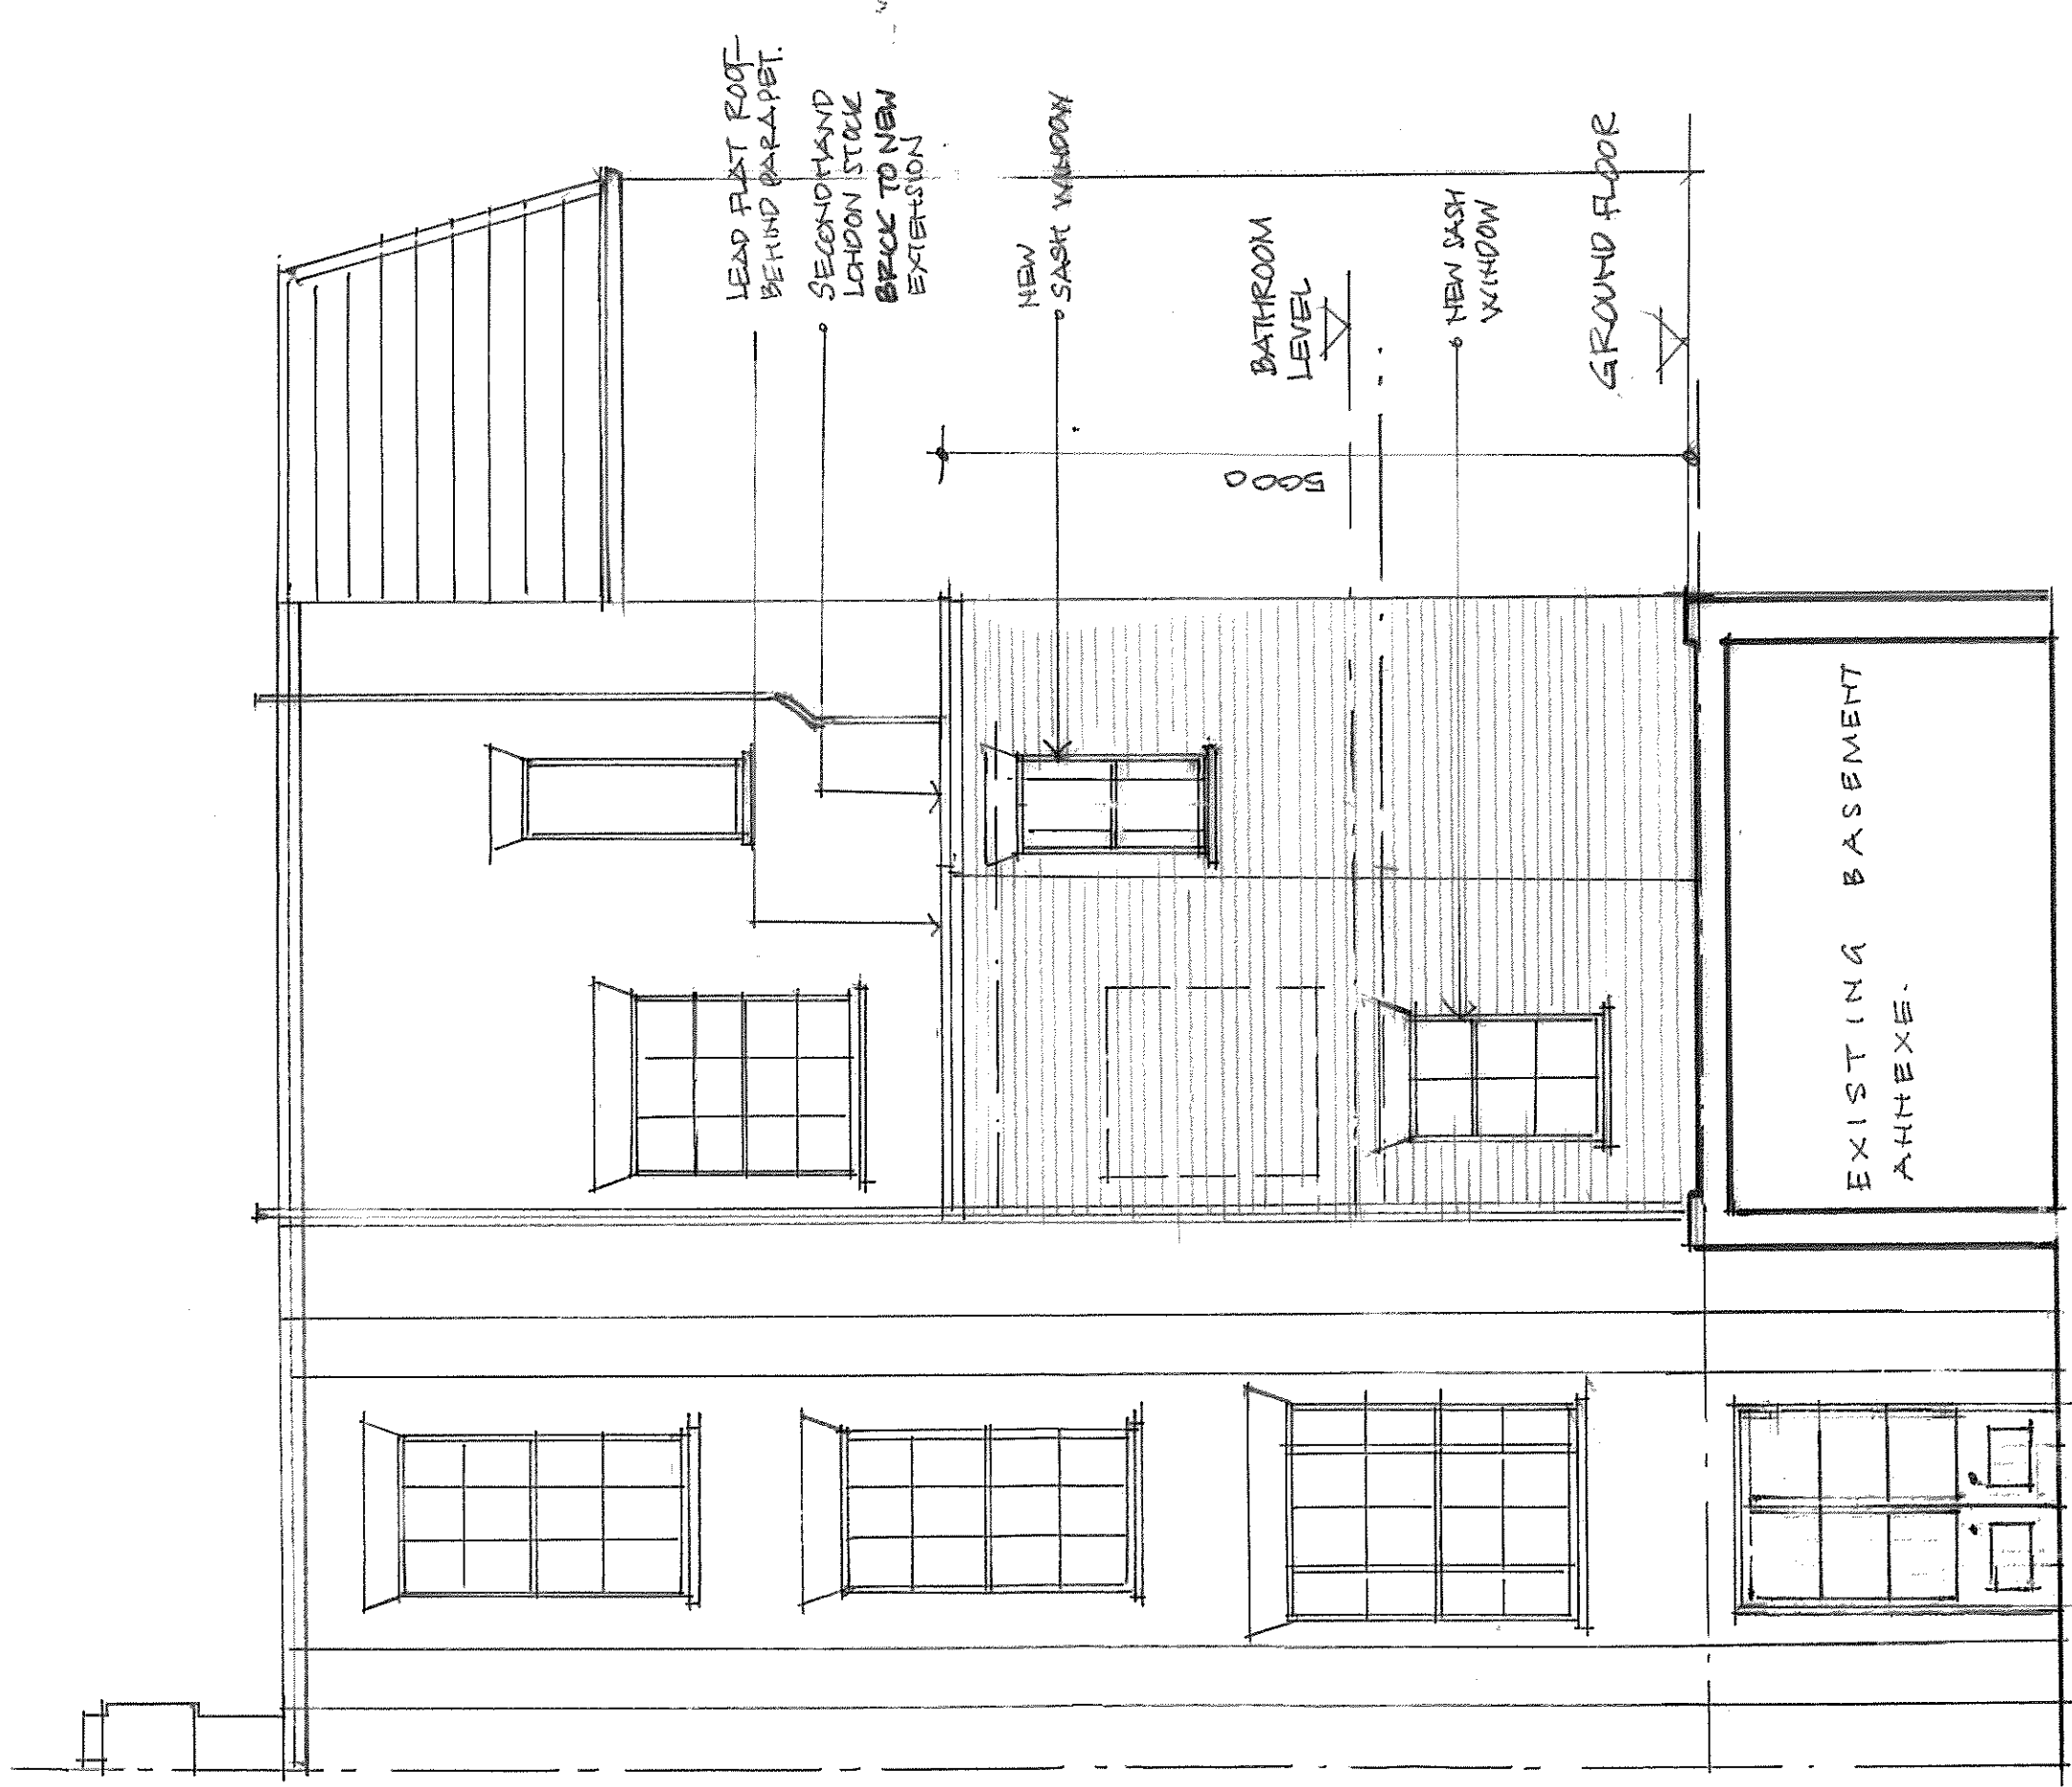 LEAD FLAT ROOF
BEHIND PARAPET.
SECONDHAND
LONDON STOCK
BRICK TO NEW
EXTENSION
NEW
SASH WINDOW
BATHROOM
LEVEL
5000
NEW SASH
WINDOW
GROUND FLOOR
EXISTING BASEMENT
ANNEXE.